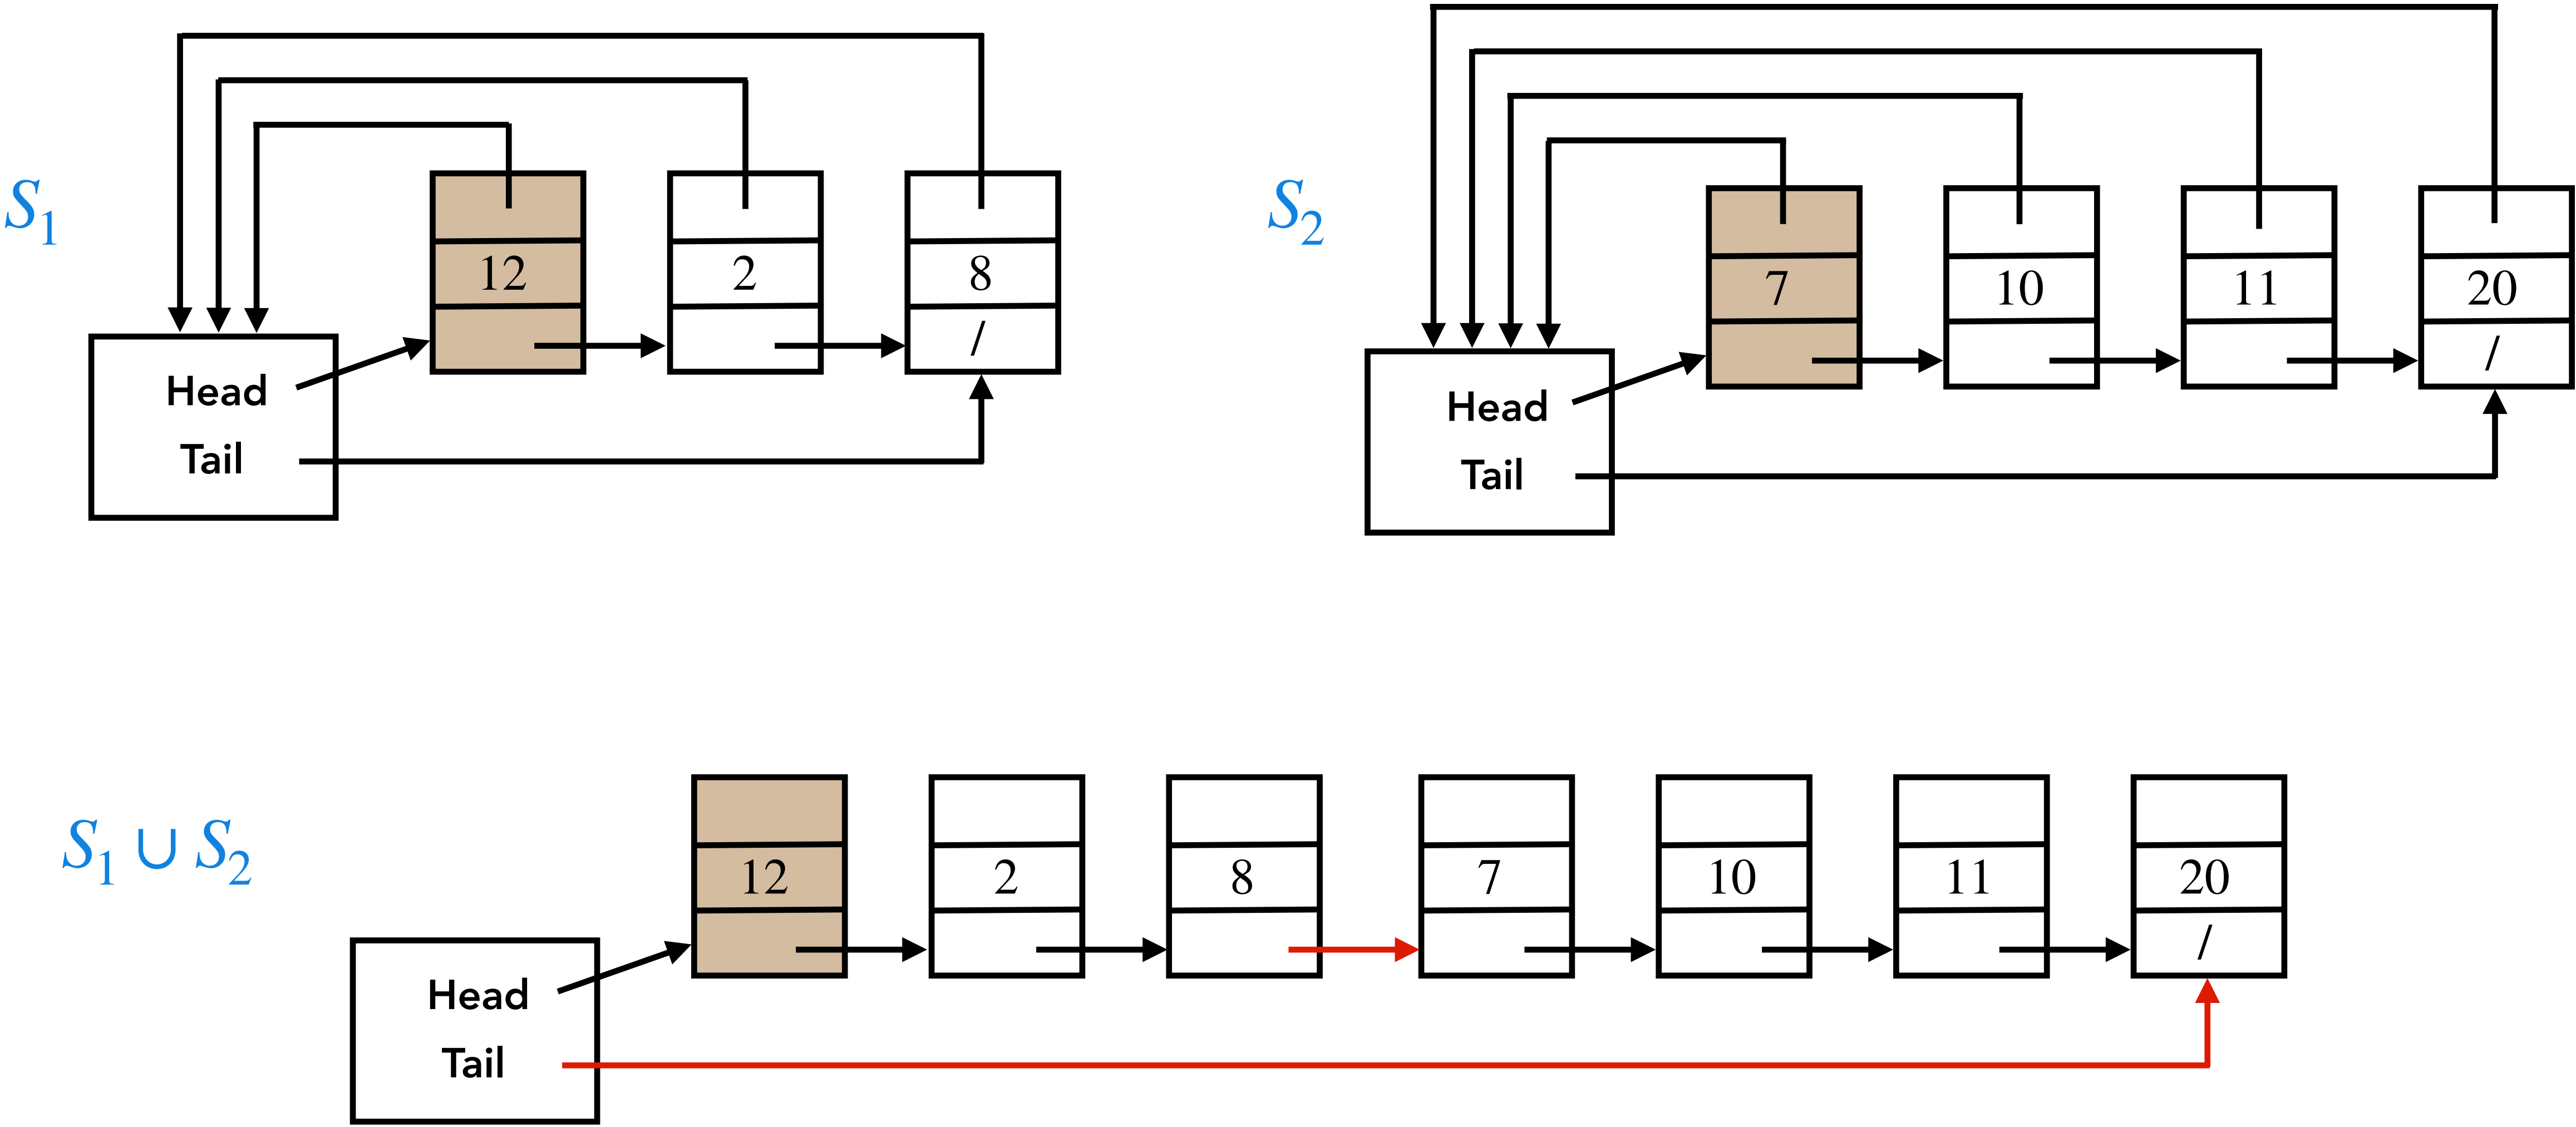 S₁
12 2 8
/
Head
Tail
S₂
7 10 11 20
/
Head
Tail
S₁ ∪ S₂
12 2 8 7 10 11 20
/
Head
Tail